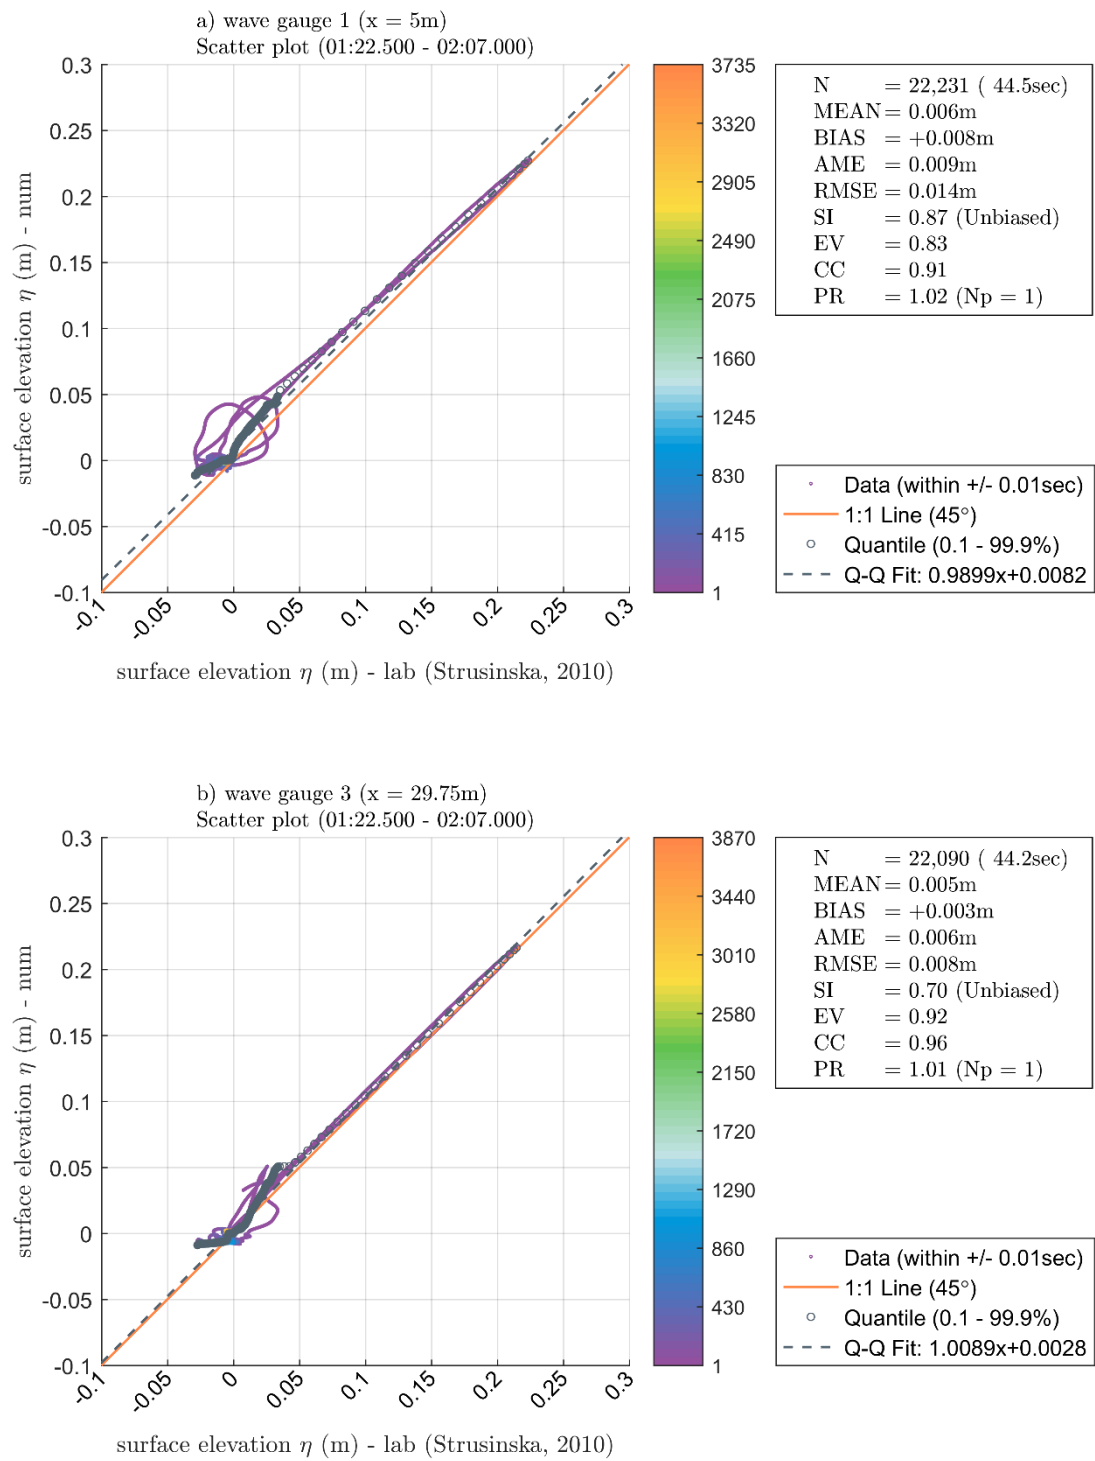 a) wave gauge 1 (x = 5m)
Scatter plot (01:22.500 - 02:07.000)
surface elevation η (m) - num
0.3
0.25
0.2
0.15
0.1
0.05
0
-0.05
-0.1
-0.1
-0.05
0
0.05
0.1
0.15
0.2
0.25
0.3
surface elevation η (m) - lab (Strusinska, 2010)
3735
3320
2905
2490
2075
1660
1245
830
415
1
N = 22,231 ( 44.5sec)
MEAN = 0.006m
BIAS = +0.008m
AME = 0.009m
RMSE = 0.014m
SI = 0.87 (Unbiased)
EV = 0.83
CC = 0.91
PR = 1.02 (Np = 1)
Data (within +/- 0.01sec)
1:1 Line (45°)
Quantile (0.1 - 99.9%)
Q-Q Fit: 0.9899x+0.0082
b) wave gauge 3 (x = 29.75m)
Scatter plot (01:22.500 - 02:07.000)
surface elevation η (m) - num
0.3
0.25
0.2
0.15
0.1
0.05
0
-0.05
-0.1
-0.1
-0.05
0
0.05
0.1
0.15
0.2
0.25
0.3
surface elevation η (m) - lab (Strusinska, 2010)
3870
3440
3010
2580
2150
1720
1290
860
430
1
N = 22,090 ( 44.2sec)
MEAN = 0.005m
BIAS = +0.003m
AME = 0.006m
RMSE = 0.008m
SI = 0.70 (Unbiased)
EV = 0.92
CC = 0.96
PR = 1.01 (Np = 1)
Data (within +/- 0.01sec)
1:1 Line (45°)
Quantile (0.1 - 99.9%)
Q-Q Fit: 1.0089x+0.0028